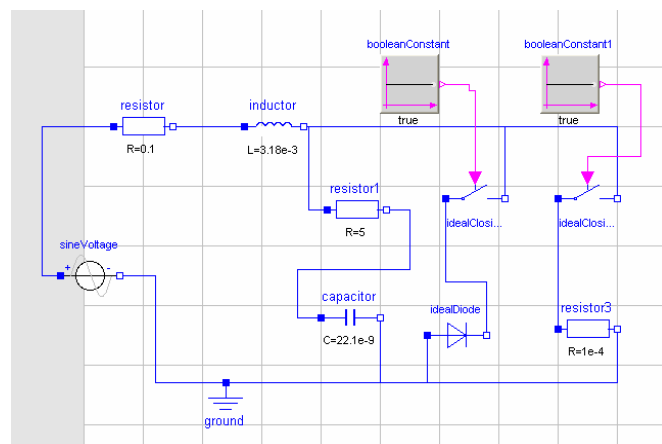 booleanConstant
booleanConstant1
true
true
resistor
inductor
R=0.1
L=3.18e-3
resistor1
R=5
idealClosi...
idealClosi...
sineVoltage
+
-
capacitor
C=22.1e-9
idealDiode
resistor3
R=1e-4
ground